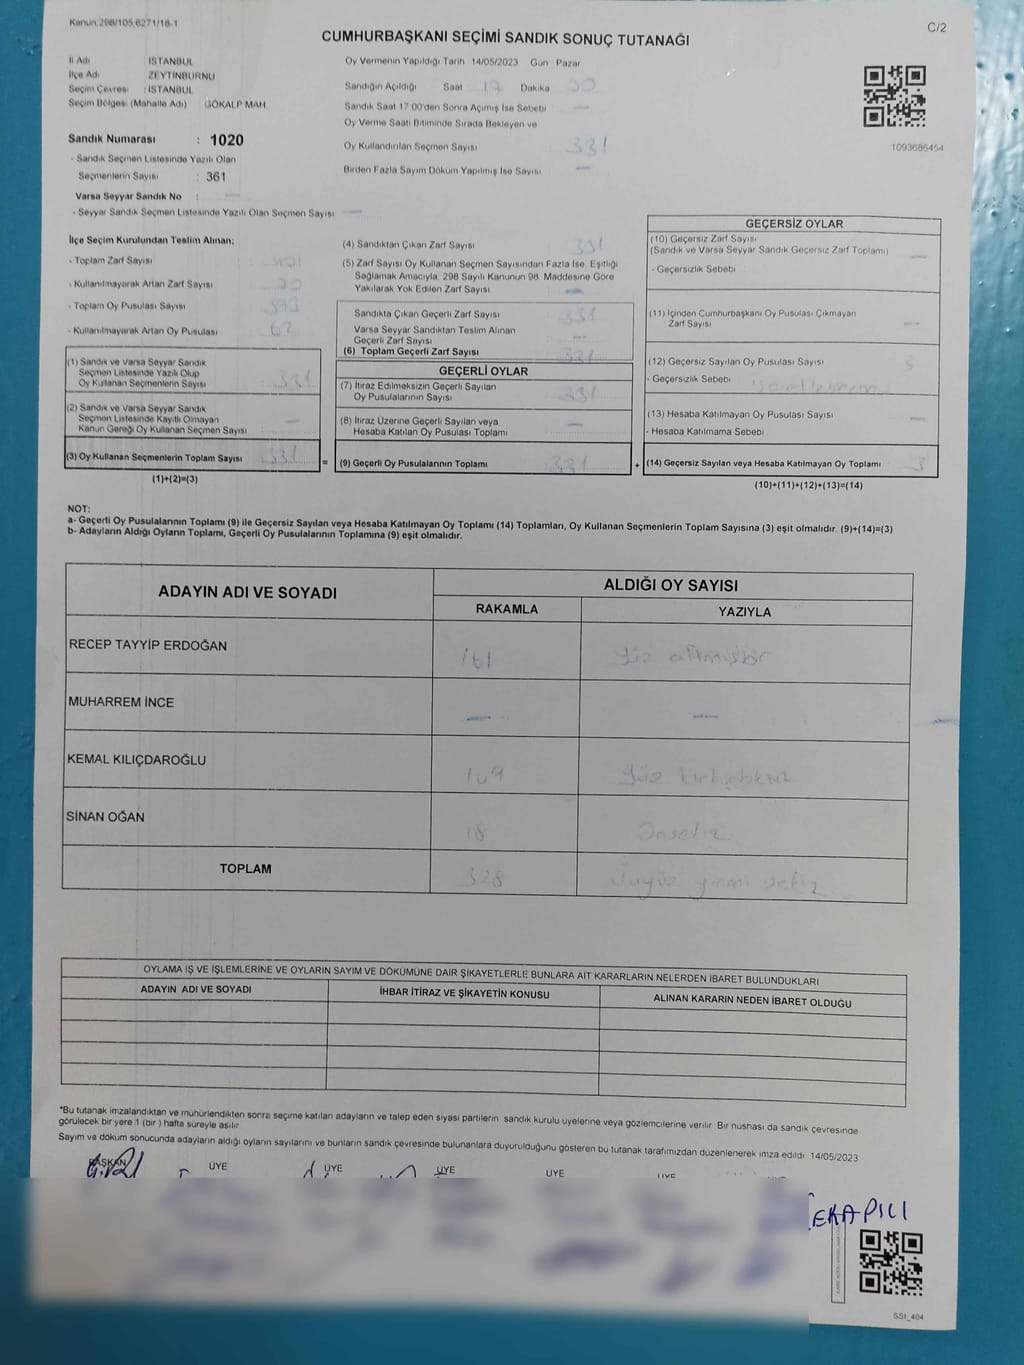 Kanun.298/105,6271/18-1
C/2
CUMHURBAŞKANI SEÇİMİ SANDIK SONUÇ TUTANAĞI
İl Adı : İSTANBUL
İlçe Adı : ZEYTİNBURNU
Seçim Çevresi : İSTANBUL
Seçim Bölgesi (Mahalle Adı) : GÖKALP MAH.
Oy Vermenin Yapıldığı Tarih 14/05/2023 Gün : Pazar
Sandığın Açıldığı Saat 17 Dakika
Sandık Saat 17:00'den Sonra Açılmış İse Sebebi —
Oy Verme Saati Bitiminde Sırada Bekleyen ve
Oy Kullandırılan Seçmen Sayısı 331
Birden Fazla Sayım Döküm Yapılmış İse Sayısı —
1093686454
Sandık Numarası : 1020
- Sandık Seçmen Listesinde Yazılı Olan
Seçmenlerin Sayısı : 361
Varsa Seyyar Sandık No : —
- Seyyar Sandık Seçmen Listesinde Yazılı Olan Seçmen Sayısı —
İlçe Seçim Kurulundan Teslim Alınan;
- Toplam Zarf Sayısı
- Kullanılmayarak Artan Zarf Sayısı
- Toplam Oy Pusulası Sayısı 393
- Kullanılmayarak Artan Oy Pusulası 62
(1) Sandık ve Varsa Seyyar Sandık
Seçmen Listesinde Yazılı Olup
Oy Kullanan Seçmenlerin Sayısı 331
(2) Sandık ve Varsa Seyyar Sandık
Seçmen Listesinde Kayıtlı Olmayan
Kanun Gereği Oy Kullanan Seçmen Sayısı —
(3) Oy Kullanan Seçmenlerin Toplam Sayısı 331
(1)+(2)=(3)
(4) Sandıktan Çıkan Zarf Sayısı 331
(5) Zarf Sayısı Oy Kullanan Seçmen Sayısından Fazla İse, Eşitliği
Sağlamak Amacıyla, 298 Sayılı Kanunun 98. Maddesine Göre
Yakılarak Yok Edilen Zarf Sayısı —
Sandıkta Çıkan Geçerli Zarf Sayısı 331
Varsa Seyyar Sandıktan Teslim Alınan
Geçerli Zarf Sayısı —
(6) Toplam Geçerli Zarf Sayısı 331
GEÇERLİ OYLAR
(7) İtiraz Edilmeksizin Geçerli Sayılan
Oy Pusulalarının Sayısı 331
(8) İtiraz Üzerine Geçerli Sayılan veya
Hesaba Katılan Oy Pusulası Toplamı —
= (9) Geçerli Oy Pusulalarının Toplamı 331 +
GEÇERSİZ OYLAR
(10) Geçersiz Zarf Sayısı
(Sandık ve Varsa Seyyar Sandık Geçersiz Zarf Toplamı) —
- Geçersizlik Sebebi
(11) İçinden Cumhurbaşkanı Oy Pusulası Çıkmayan
Zarf Sayısı —
(12) Geçersiz Sayılan Oy Pusulası Sayısı 3
- Geçersizlik Sebebi
(13) Hesaba Katılmayan Oy Pusulası Sayısı —
- Hesaba Katılmama Sebebi
(14) Geçersiz Sayılan veya Hesaba Katılmayan Oy Toplamı 3
(10)+(11)+(12)+(13)=(14)
NOT:
a- Geçerli Oy Pusulalarının Toplamı (9) ile Geçersiz Sayılan veya Hesaba Katılmayan Oy Toplamı (14) Toplamları, Oy Kullanan Seçmenlerin Toplam Sayısına (3) eşit olmalıdır. (9)+(14)=(3)
b- Adayların Aldığı Oyların Toplamı, Geçerli Oy Pusulalarının Toplamına (9) eşit olmalıdır.
ADAYIN ADI VE SOYADI
ALDIĞI OY SAYISI
RAKAMLA YAZIYLA
RECEP TAYYİP ERDOĞAN 161 Yüz altmışbir
MUHARREM İNCE — —
KEMAL KILIÇDAROĞLU 149 Yüz kırkdokuz
SİNAN OĞAN 18 Onsekiz
TOPLAM 328 Üçyüz yirmi sekiz
OYLAMA İŞ VE İŞLEMLERİNE VE OYLARIN SAYIM VE DÖKÜMÜNE DAİR ŞİKAYETLERLE BUNLARA AİT KARARLARIN NELERDEN İBARET BULUNDUKLARI
ADAYIN ADI VE SOYADI İHBAR İTİRAZ VE ŞİKAYETİN KONUSU ALINAN KARARIN NEDEN İBARET OLDUĞU
*Bu tutanak imzalandıktan ve mühürlendikten sonra seçime katılan adayların ve talep eden siyasi partilerin sandık kurulu üyelerine veya gözlemcilerine verilir. Bir nüshası da sandık çevresinde
görülecek bir yere 1 (bir) hafta süreyle asılır.
Sayım ve döküm sonucunda adayların aldığı oyların sayılarını ve bunların sandık çevresinde bulunanlara duyurulduğunu gösteren bu tutanak tarafımızdan düzenlenerek imza edildi. 14/05/2023
BAŞKAN ÜYE ÜYE ÜYE ÜYE ÜYE
EKAPILI
SSI_404